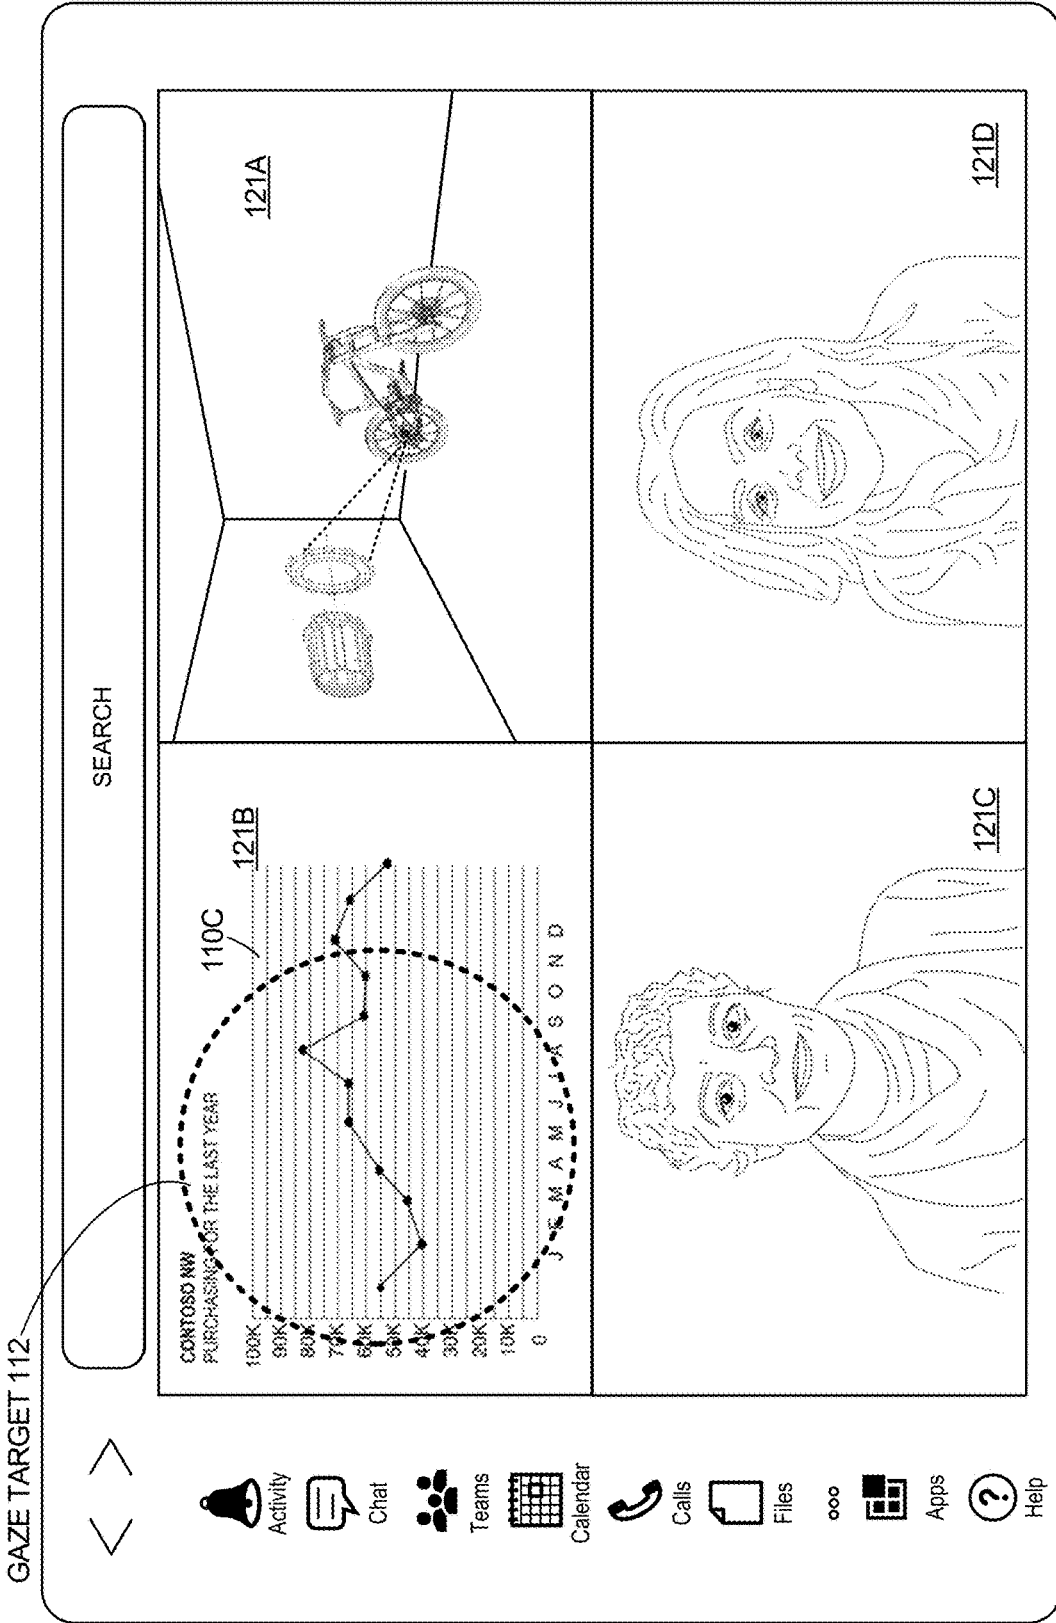 GAZE TARGET 112
SEARCH
Activity
Chat
Teams
Calendar
Calls
Files
Apps
?
Help
CONTOSO NW
PURCHASING FOR THE LAST YEAR
110C
121B
100K
90K
80K
70K
60K
50K
40K
30K
20K
10K
0
J F M A M J J A S O N D
121A
121C
121D